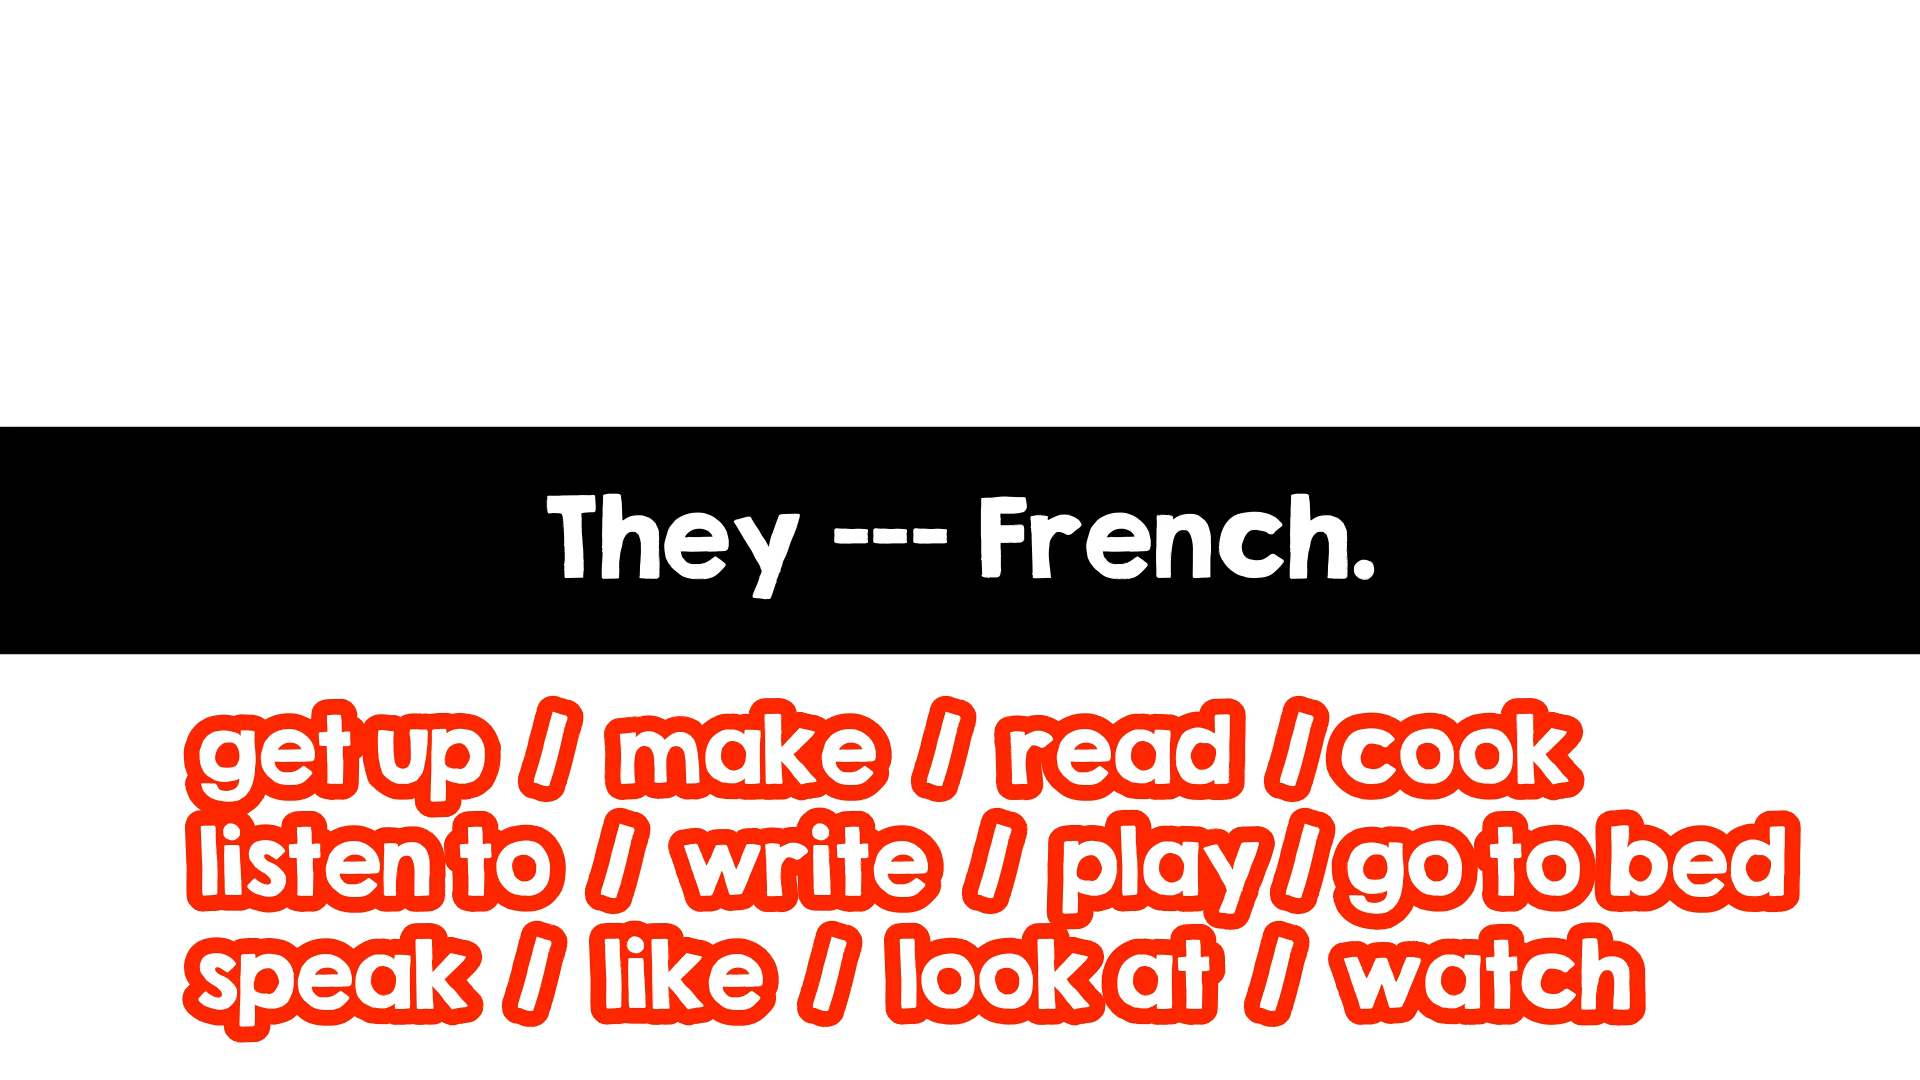 They --- French.
get up / make / read / cook
listen to / write / play / go to bed
speak / like / look at / watch